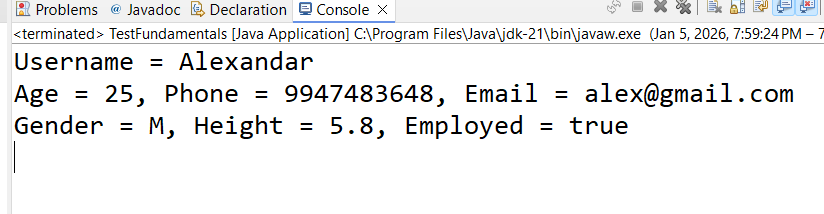 Problems @ Javadoc Declaration Console
<terminated> TestFundamentals [Java Application] C:\Program Files\Java\jdk-21\bin\javaw.exe (Jan 5, 2026, 7:59:24 PM – 7
Username = Alexandar
Age = 25, Phone = 9947483648, Email = alex@gmail.com
Gender = M, Height = 5.8, Employed = true